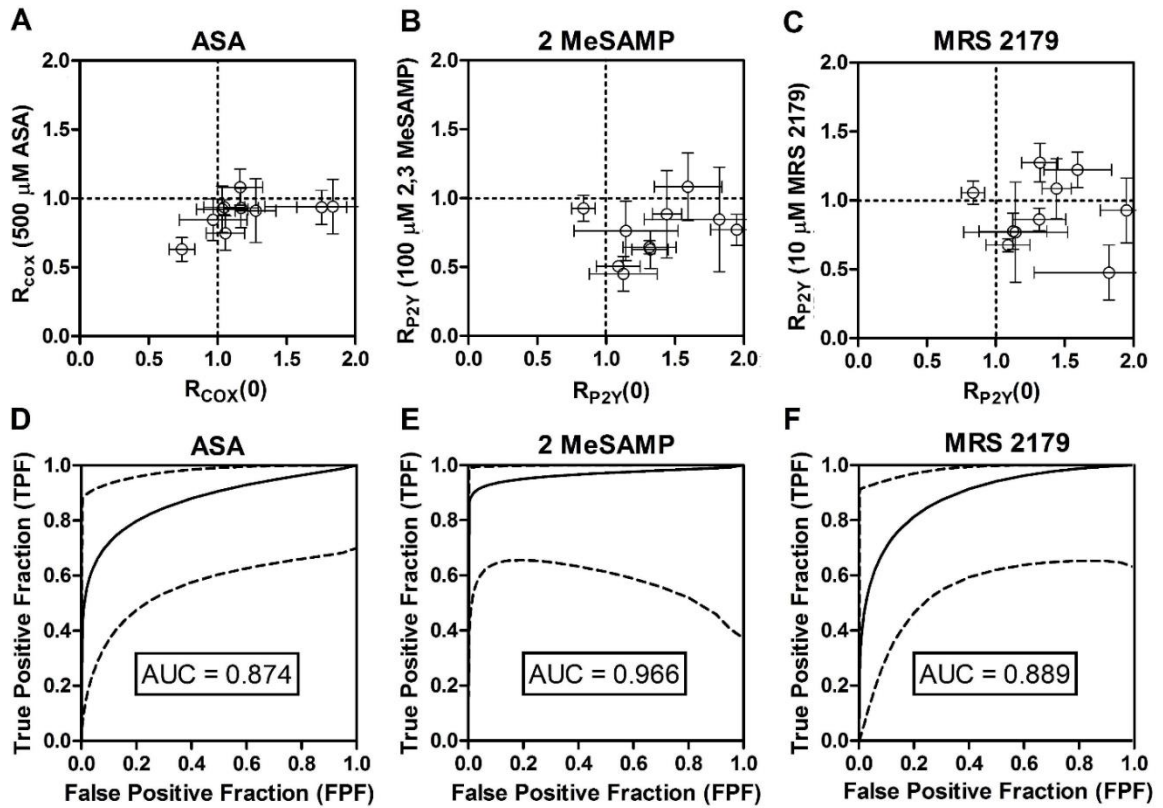 A
ASA
R_COX (500 μM ASA)
2.0
1.5
1.0
0.5
0.0
0.0 0.5 1.0 1.5 2.0
R_COX(0)
B
2 MeSAMP
R_P2Y (100 μM 2,3 MeSAMP)
2.0
1.5
1.0
0.5
0.0
0.0 0.5 1.0 1.5 2.0
R_P2Y(0)
C
MRS 2179
R_P2Y (10 μM MRS 2179)
2.0
1.5
1.0
0.5
0.0
0.0 0.5 1.0 1.5 2.0
R_P2Y(0)
D
ASA
True Positive Fraction (TPF)
1.0
0.8
0.6
0.4
0.2
0.0
AUC = 0.874
0.0 0.2 0.4 0.6 0.8 1.0
False Positive Fraction (FPF)
E
2 MeSAMP
True Positive Fraction (TPF)
1.0
0.8
0.6
0.4
0.2
0.0
AUC = 0.966
0.0 0.2 0.4 0.6 0.8 1.0
False Positive Fraction (FPF)
F
MRS 2179
True Positive Fraction (TPF)
1.0
0.8
0.6
0.4
0.2
0.0
AUC = 0.889
0.0 0.2 0.4 0.6 0.8 1.0
False Positive Fraction (FPF)